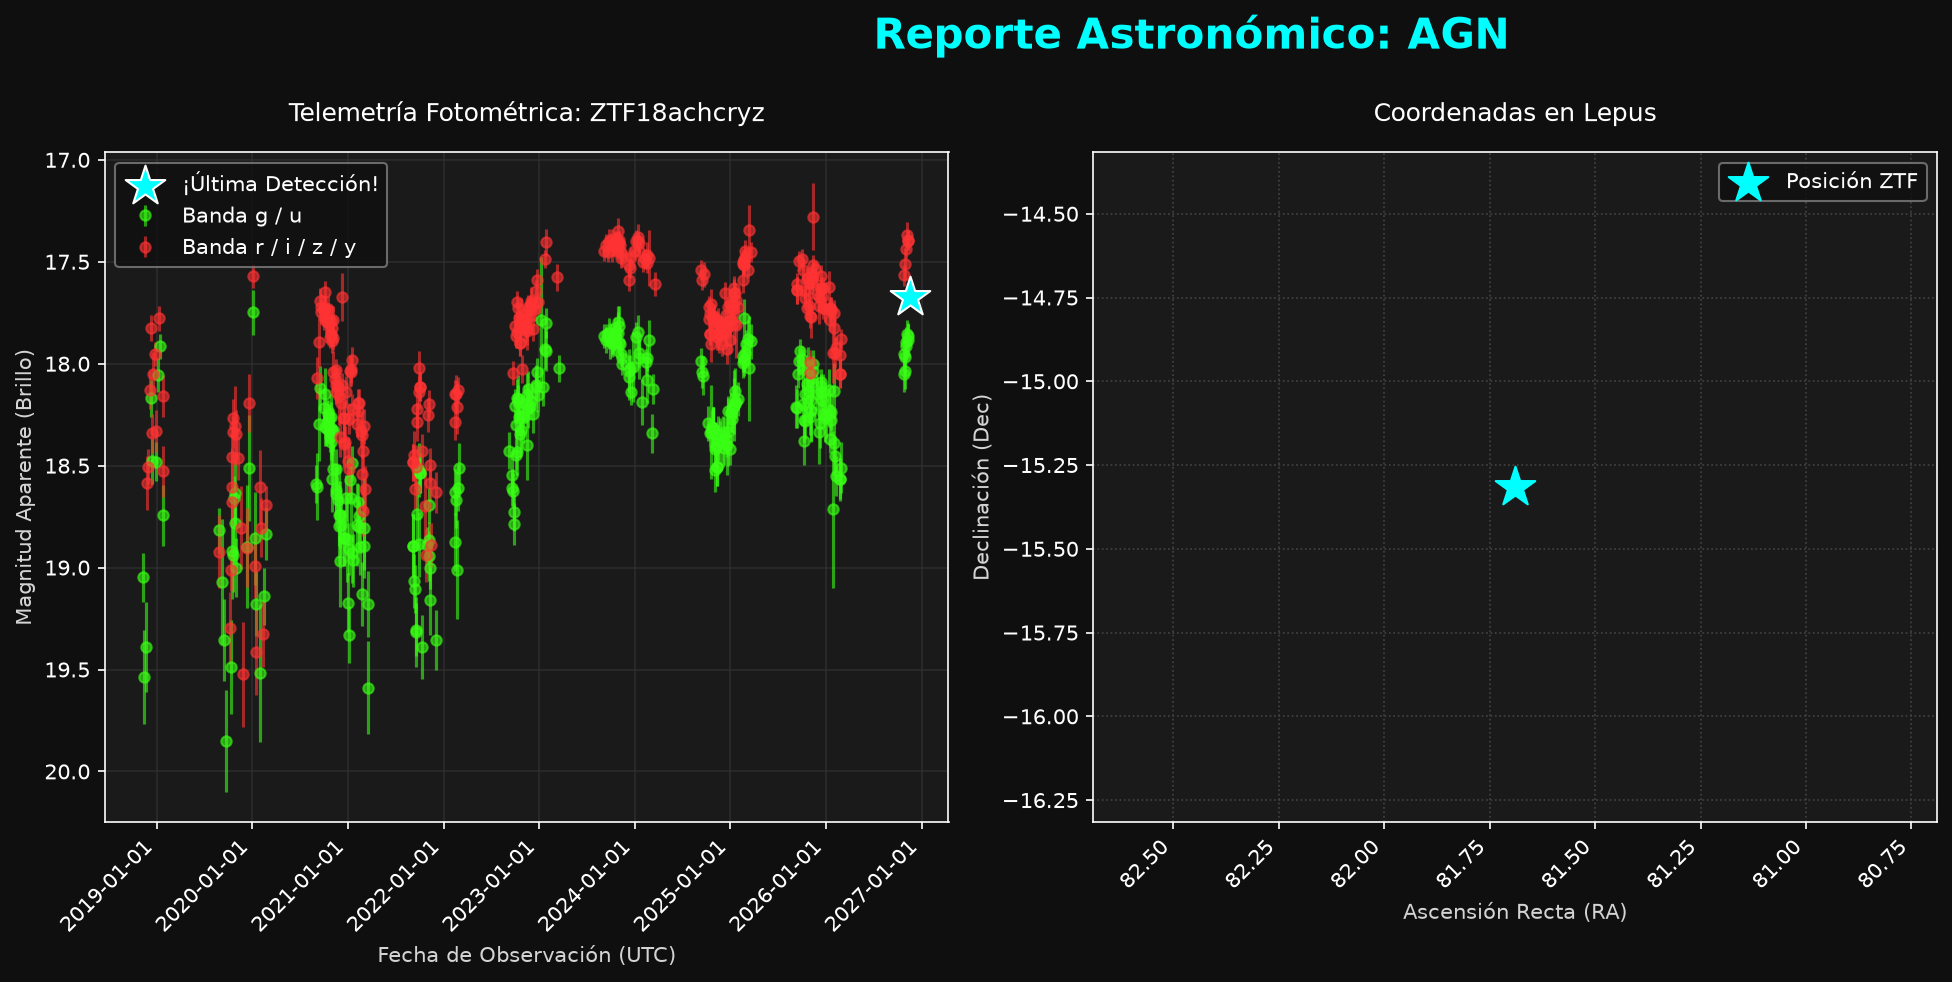 Reporte Astronómico: AGN
Telemetría Fotométrica: ZTF18achcryz
¡Última Detección!
Banda g / u
Banda r / i / z / y
Magnitud Aparente (Brillo)
17.0
17.5
18.0
18.5
19.0
19.5
20.0
2019-01-01
2020-01-01
2021-01-01
2022-01-01
2023-01-01
2024-01-01
2025-01-01
2026-01-01
2027-01-01
Fecha de Observación (UTC)
Coordenadas en Lepus
Posición ZTF
Declinación (Dec)
−14.50
−14.75
−15.00
−15.25
−15.50
−15.75
−16.00
−16.25
82.50
82.25
82.00
81.75
81.50
81.25
81.00
80.75
Ascensión Recta (RA)